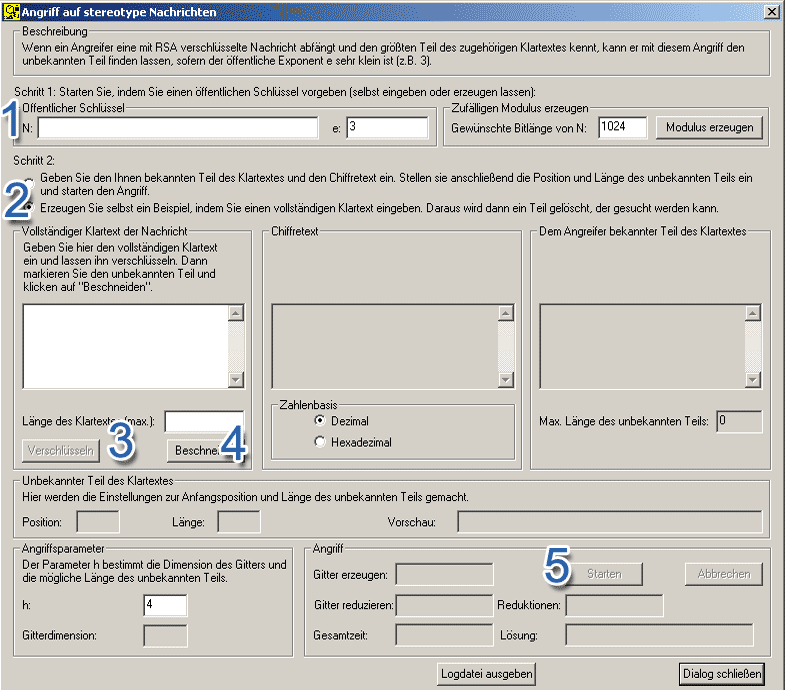 Angriff auf stereotype Nachrichten
Beschreibung
Wenn ein Angreifer eine mit RSA verschlüsselte Nachricht abfängt und den größten Teil des zugehörigen Klartextes kennt, kann er mit diesem Angriff den
unbekannten Teil finden lassen, sofern der öffentliche Exponent e sehr klein ist (z.B. 3).
Schritt 1: Starten Sie, indem Sie einen öffentlichen Schlüssel vorgeben (selbst eingeben oder erzeugen lassen):
1
Öffentlicher Schlüssel
Zufälligen Modulus erzeugen
N: e: 3 Gewünschte Bitlänge von N: 1024 Modulus erzeugen
Schritt 2:
Geben Sie den Ihnen bekannten Teil des Klartextes und den Chiffretext ein. Stellen sie anschließend die Position und Länge des unbekannten Teils ein
und starten den Angriff.
2
Erzeugen Sie selbst ein Beispiel, indem Sie einen vollständigen Klartext eingeben. Daraus wird dann ein Teil gelöscht, der gesucht werden kann.
Vollständiger Klartext der Nachricht
Geben Sie hier den vollständigen Klartext
ein und lassen ihn verschlüsseln. Dann
markieren Sie den unbekannten Teil und
klicken auf "Beschneiden".
Länge des Klartextes (max.):
Verschlüsseln 3 4
Chiffretext
Zahlenbasis
Dezimal
Hexadezimal
Dem Angreifer bekannter Teil des Klartextes
Max. Länge des unbekannten Teils: 0
Unbekannter Teil des Klartextes
Hier werden die Einstellungen zur Anfangsposition und Länge des unbekannten Teils gemacht.
Position: Länge: Vorschau:
Angriffsparameter
Der Parameter h bestimmt die Dimension des Gitters und
die mögliche Länge des unbekannten Teils.
h: 4
Gitterdimension:
Angriff
Gitter erzeugen: 5 Starten Abbrechen
Gitter reduzieren: Reduktionen:
Gesamtzeit: Lösung:
Logdatei ausgeben Dialog schließen